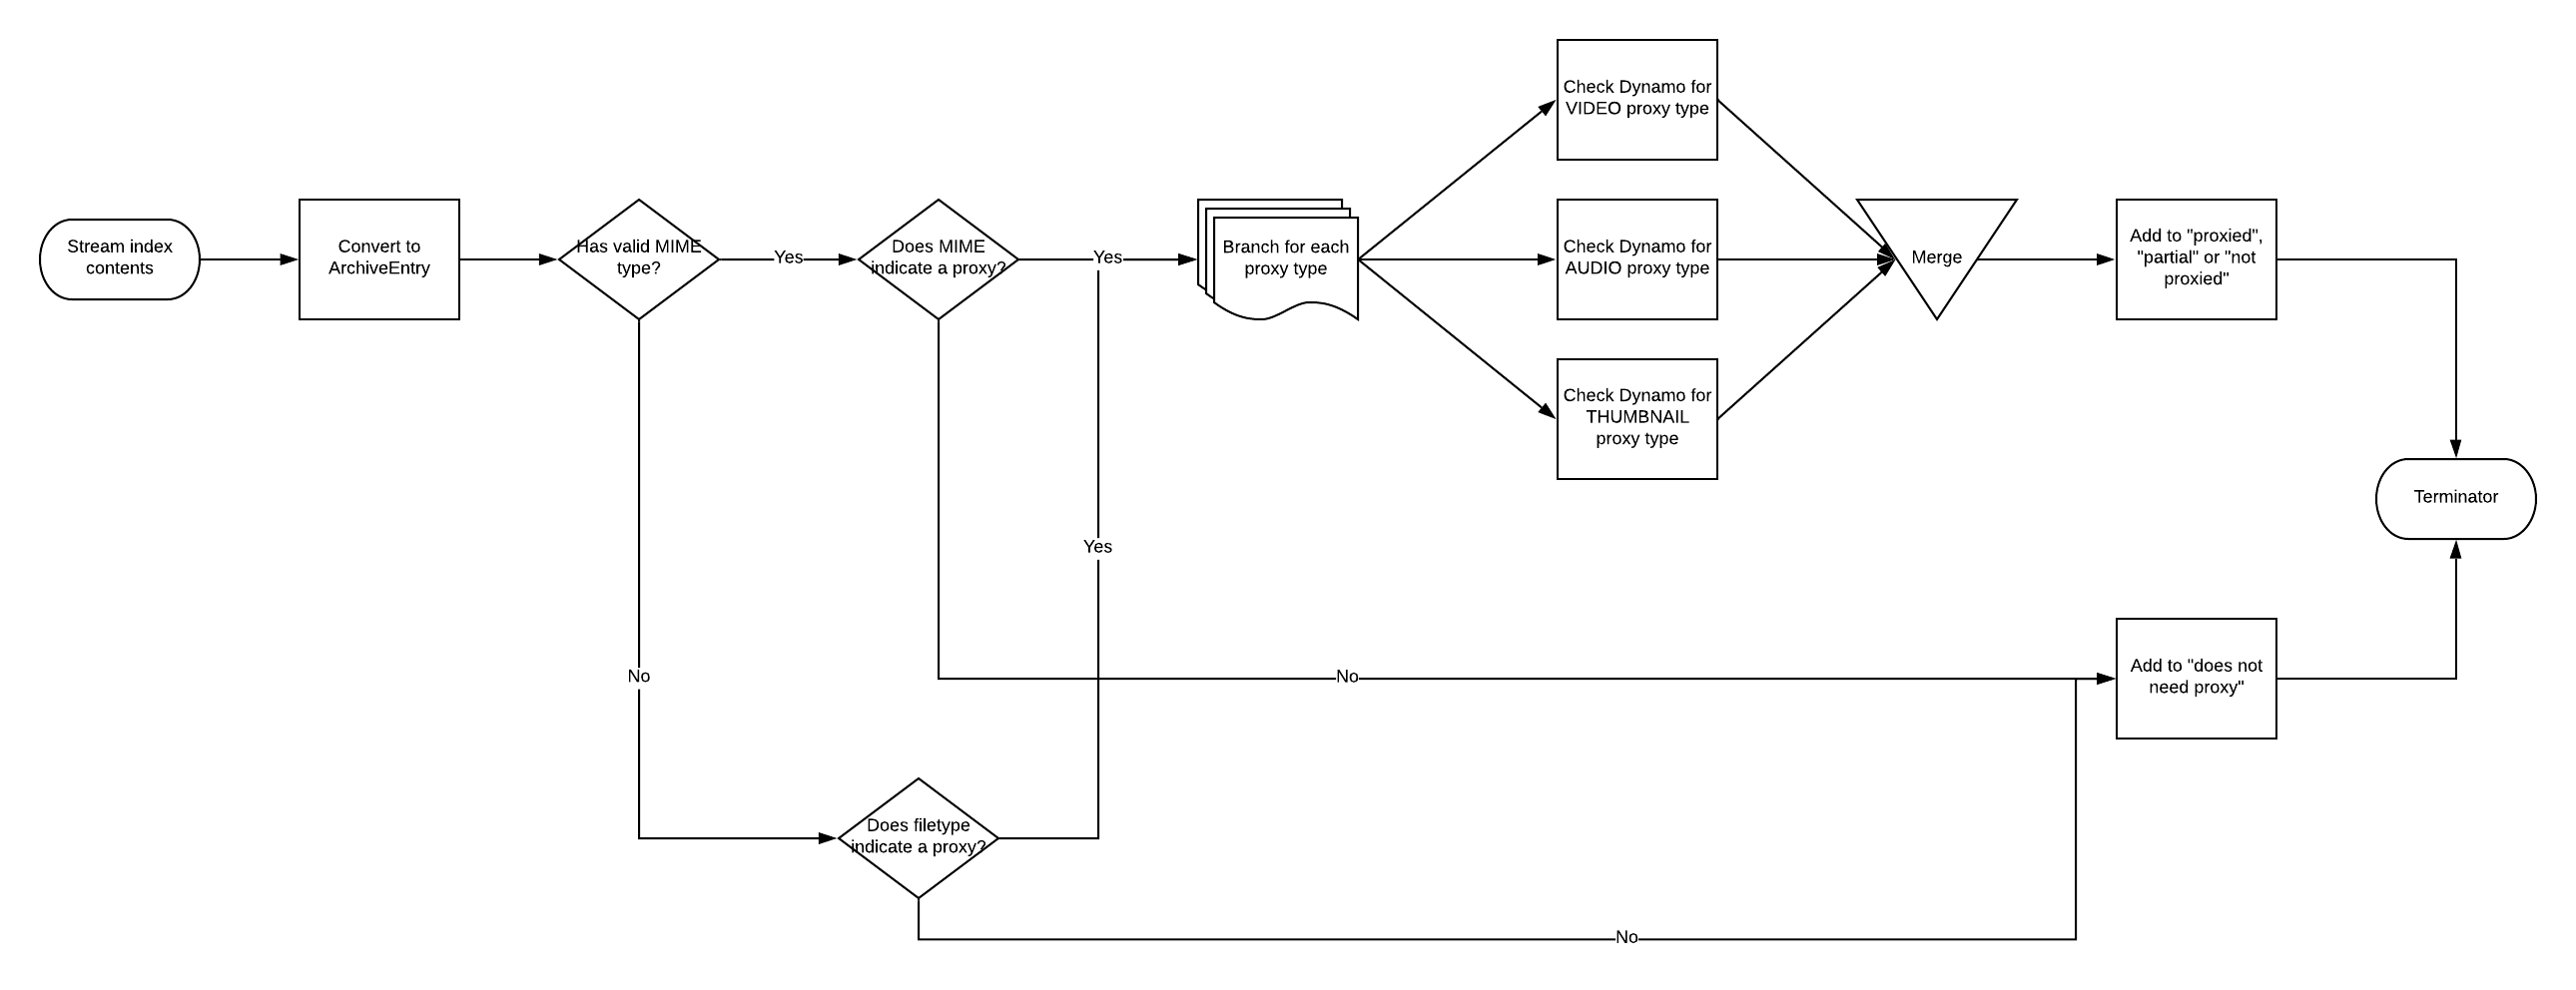 Stream index
contents
Convert to
ArchiveEntry
Has valid MIME
type?
Yes
Does MIME
indicate a proxy?
Yes
Branch for each
proxy type
Check Dynamo for
VIDEO proxy type
Check Dynamo for
AUDIO proxy type
Check Dynamo for
THUMBNAIL
proxy type
Merge
Add to "proxied",
"partial" or "not
proxied"
Terminator
Yes
No
No
Add to "does not
need proxy"
Does filetype
indicate a proxy?
No